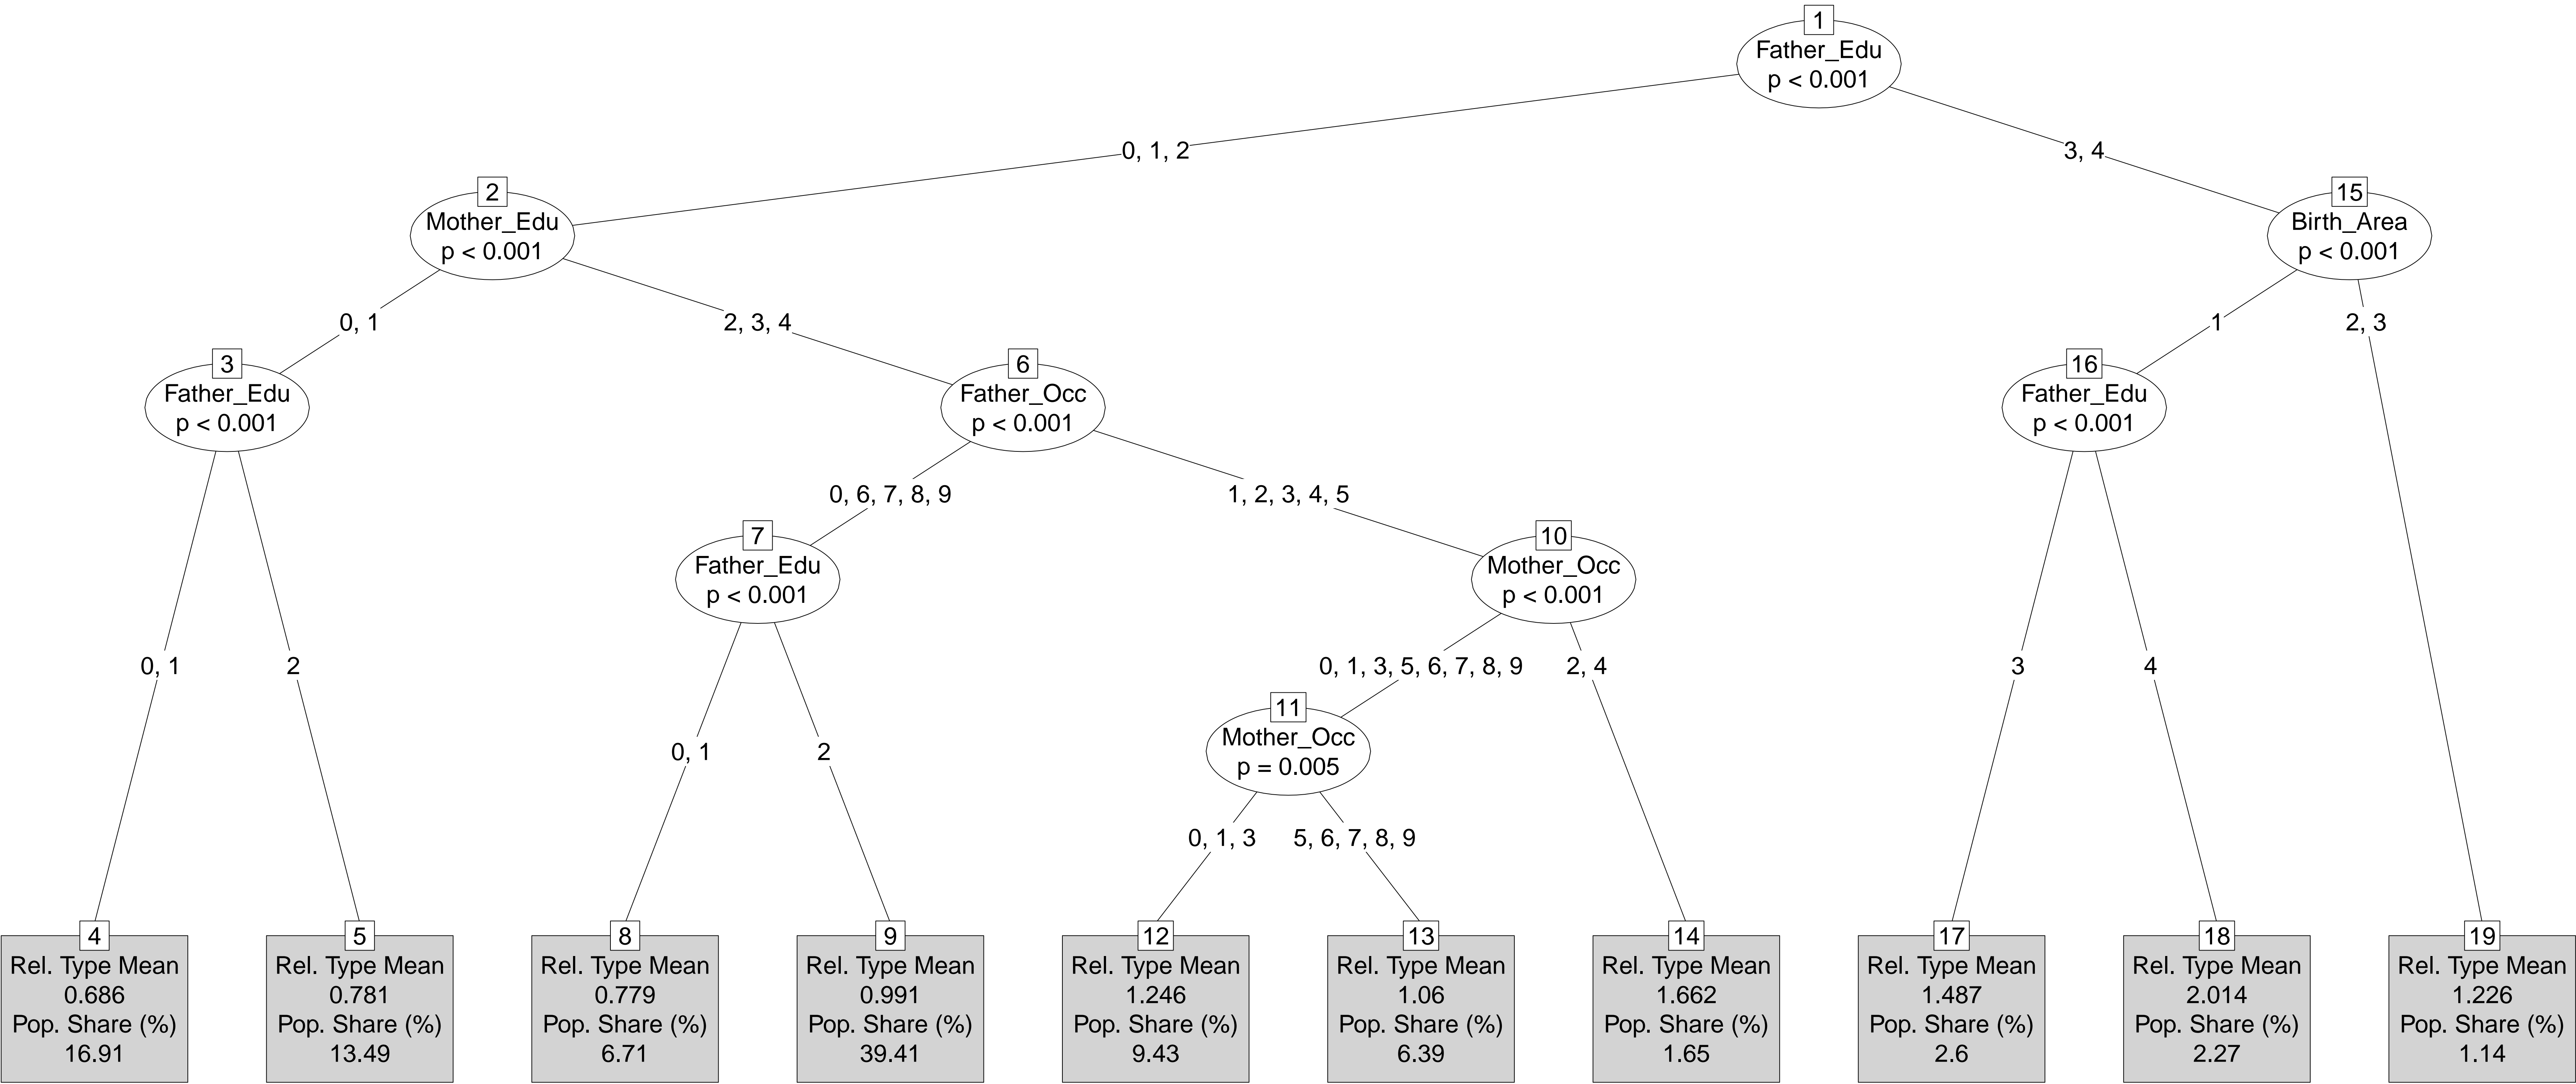 1
Father_Edu
p < 0.001
0, 1, 2
3, 4
2
Mother_Edu
p < 0.001
15
Birth_Area
p < 0.001
0, 1
2, 3, 4
1
2, 3
3
Father_Edu
p < 0.001
6
Father_Occ
p < 0.001
16
Father_Edu
p < 0.001
0, 6, 7, 8, 9
1, 2, 3, 4, 5
7
Father_Edu
p < 0.001
10
Mother_Occ
p < 0.001
0, 1
2
0, 1, 3, 5, 6, 7, 8, 9
2, 4
3
4
11
Mother_Occ
p = 0.005
0, 1
2
0, 1, 3
5, 6, 7, 8, 9
4
Rel. Type Mean
0.686
Pop. Share (%)
16.91
5
Rel. Type Mean
0.781
Pop. Share (%)
13.49
8
Rel. Type Mean
0.779
Pop. Share (%)
6.71
9
Rel. Type Mean
0.991
Pop. Share (%)
39.41
12
Rel. Type Mean
1.246
Pop. Share (%)
9.43
13
Rel. Type Mean
1.06
Pop. Share (%)
6.39
14
Rel. Type Mean
1.662
Pop. Share (%)
1.65
17
Rel. Type Mean
1.487
Pop. Share (%)
2.6
18
Rel. Type Mean
2.014
Pop. Share (%)
2.27
19
Rel. Type Mean
1.226
Pop. Share (%)
1.14